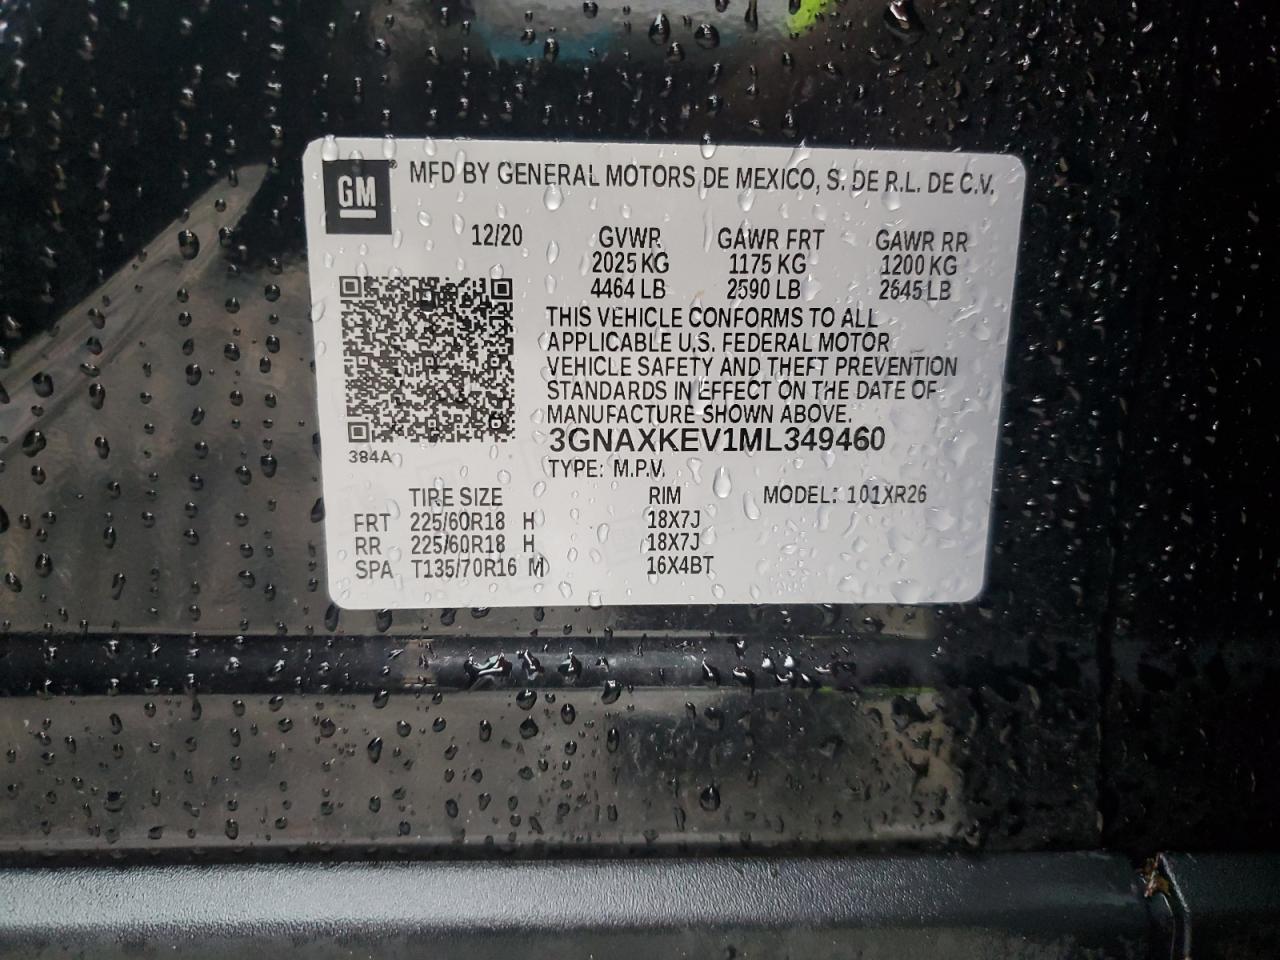 GM® MFD BY GENERAL MOTORS DE MEXICO, S. DE R.L. DE C.V.
12/20 GVWR GAWR FRT GAWR RR
2025 KG 1175 KG 1200 KG
4464 LB 2590 LB 2645 LB
THIS VEHICLE CONFORMS TO ALL
APPLICABLE U.S. FEDERAL MOTOR
VEHICLE SAFETY AND THEFT PREVENTION
STANDARDS IN EFFECT ON THE DATE OF
MANUFACTURE SHOWN ABOVE.
3GNAXKEV1ML349460
384A
TYPE: M.P.V.
TIRE SIZE RIM MODEL: 101XR26
FRT 225/60R18 H 18X7J
RR 225/60R18 H 18X7J
SPA T135/70R16 M 16X4BT